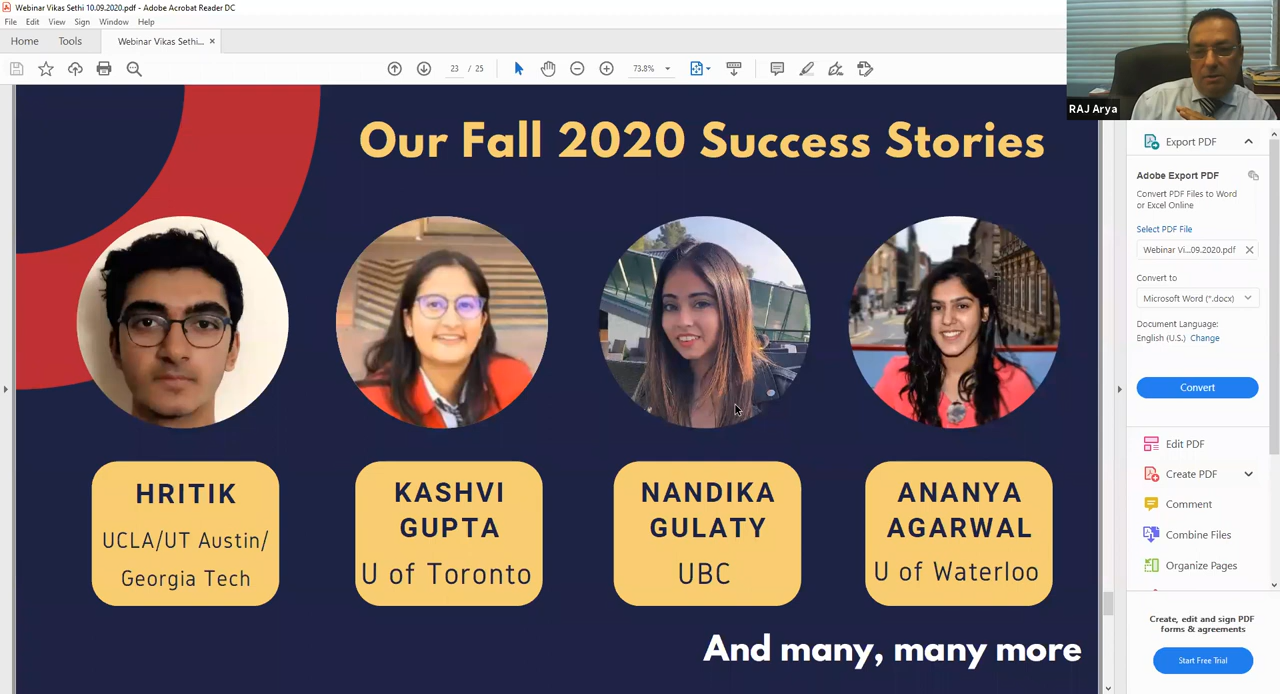 Webinar Vikas Sethi 10.09.2020.pdf - Adobe Acrobat Reader DC
File Edit View Sign Window Help
Home Tools Webinar Vikas Sethi... ×
23 / 25 73.8%
RAJ Arya
Our Fall 2020 Success Stories
HRITIK
UCLA/UT Austin/
Georgia Tech
KASHVI
GUPTA
U of Toronto
NANDIKA
GULATY
UBC
ANANYA
AGARWAL
U of Waterloo
And many, many more
Export PDF
Adobe Export PDF
Convert PDF Files to Word
or Excel Online
Select PDF File
Webinar Vi...09.2020.pdf
Convert to
Microsoft Word (*.docx)
Document Language:
English (U.S.) Change
Convert
Edit PDF
Create PDF
Comment
Combine Files
Organize Pages
Create, edit and sign PDF
forms & agreements
Start Free Trial